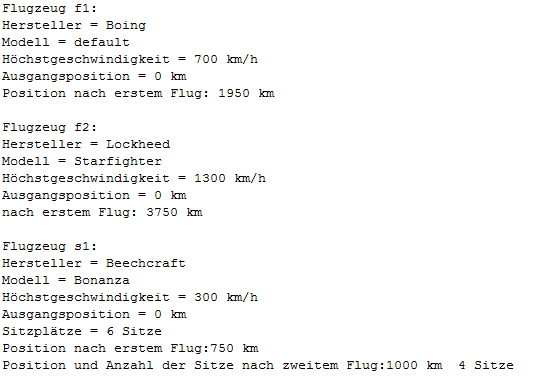 Flugzeug f1:
Hersteller = Boing
Modell = default
Höchstgeschwindigkeit = 700 km/h
Ausgangsposition = 0 km
Position nach erstem Flug: 1950 km
Flugzeug f2:
Hersteller = Lockheed
Modell = Starfighter
Höchstgeschwindigkeit = 1300 km/h
Ausgangsposition = 0 km
nach erstem Flug: 3750 km
Flugzeug s1:
Hersteller = Beechcraft
Modell = Bonanza
Höchstgeschwindigkeit = 300 km/h
Ausgangsposition = 0 km
Sitzplätze = 6 Sitze
Position nach erstem Flug:750 km
Position und Anzahl der Sitze nach zweitem Flug:1000 km  4 Sitze